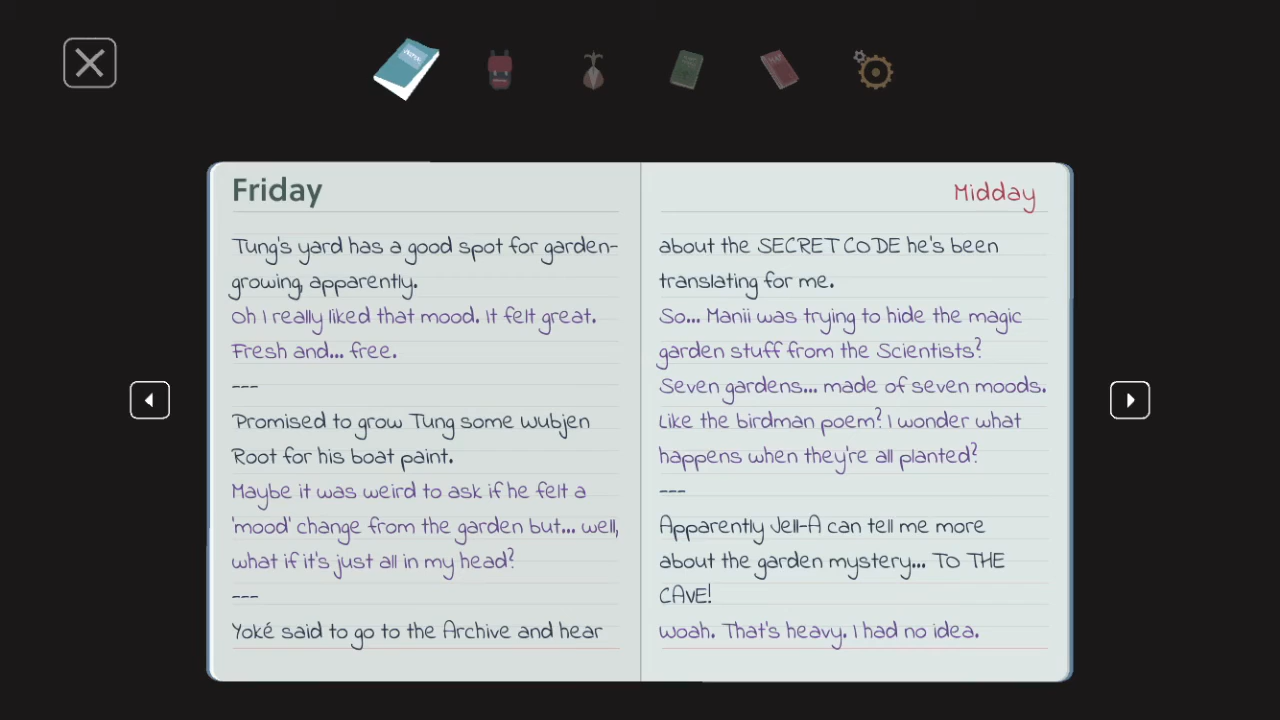 Friday
Tung's yard has a good spot for garden-
growing, apparently.
Oh I really liked that mood. It felt great.
Fresh and... free.
---
Promised to grow Tung some Wubjen
Root for his boat paint.
Maybe it was weird to ask if he felt a
'mood' change from the garden but... well,
what if it's just all in my head?
---
Yoké said to go to the Archive and hear
Midday
about the SECRET CODE he's been
translating for me.
So... Manii was trying to hide the magic
garden stuff from the Scientists?
Seven gardens... made of seven moods.
Like the birdman poem? I wonder what
happens when they're all planted?
---
Apparently Jell-A can tell me more
about the garden mystery... TO THE
CAVE!
Woah. That's heavy. I had no idea.